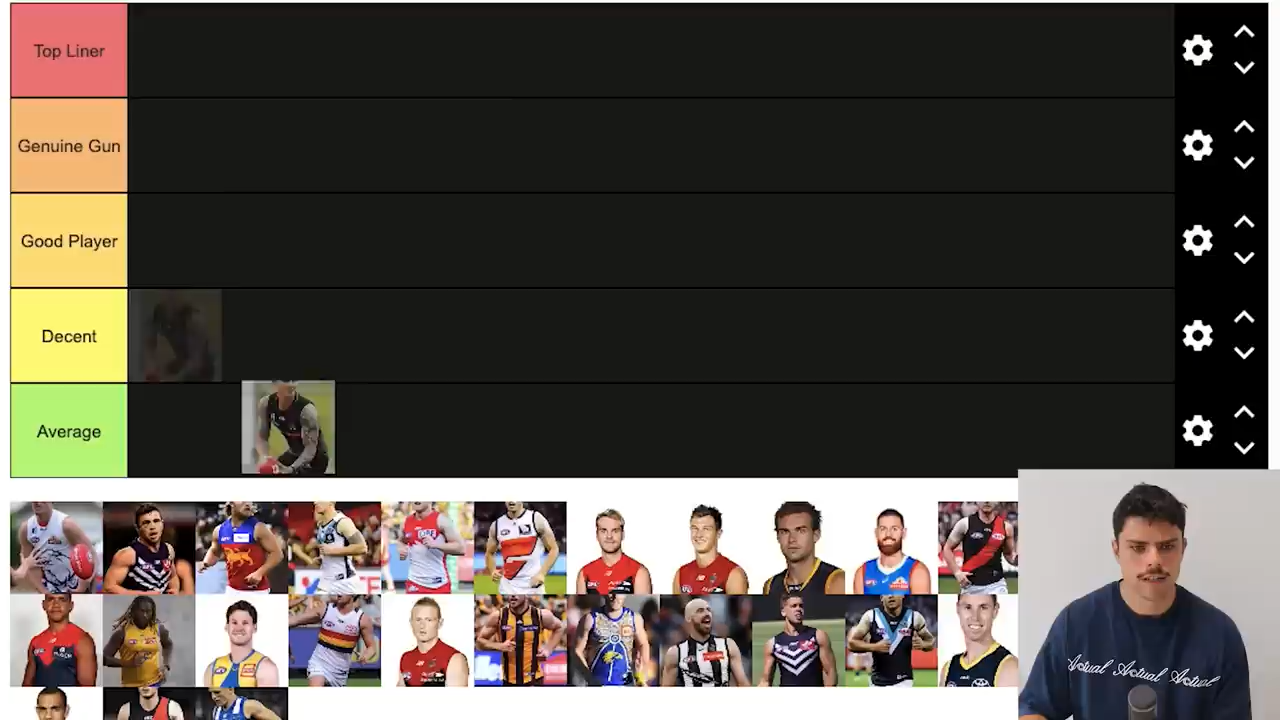 Top Liner
Genuine Gun
Good Player
Decent
Average
Actual Actual Actual